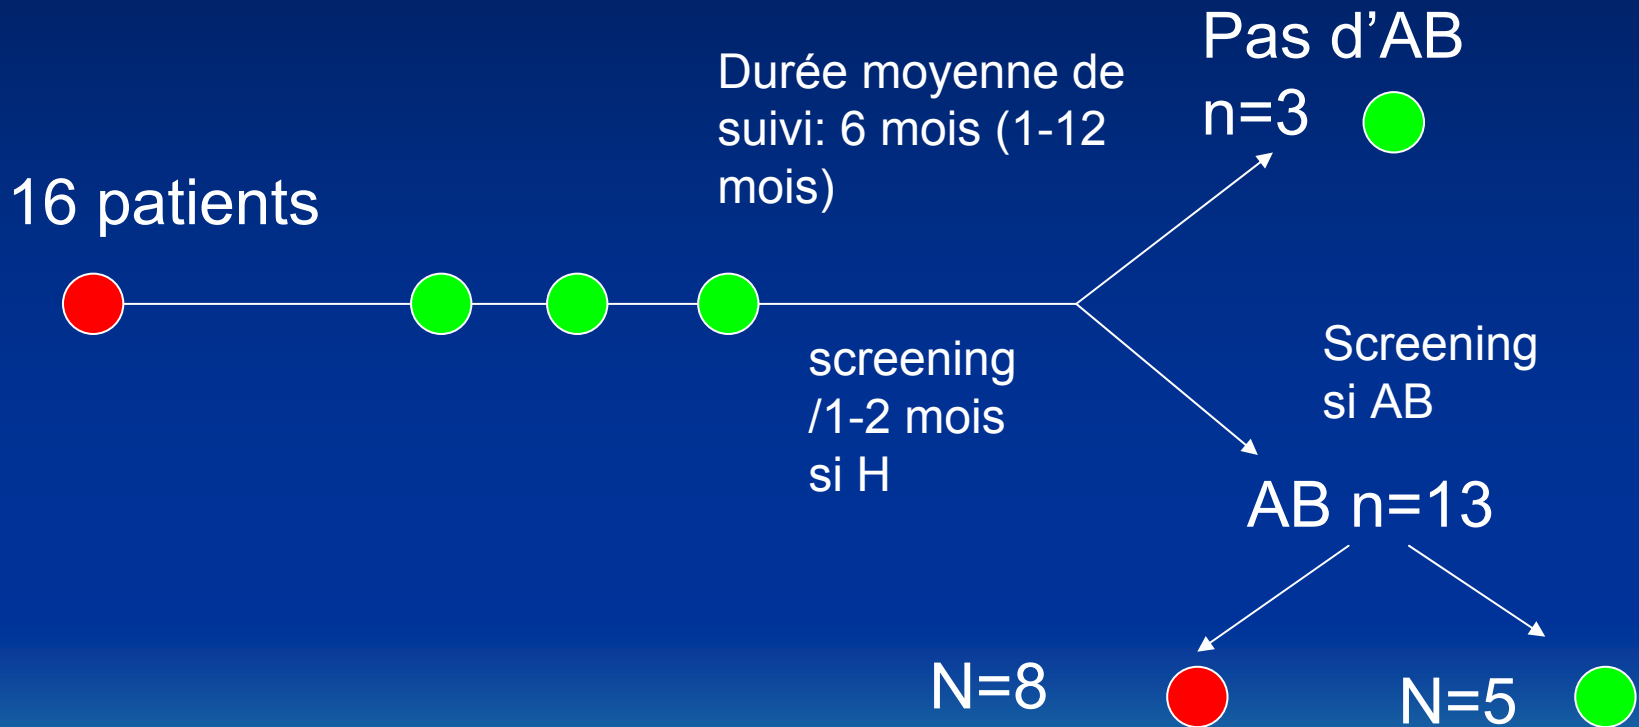 16 patients
Durée moyenne de
suivi: 6 mois (1-12
mois)
Pas d’AB
n=3
screening
/1-2 mois
si H
Screening
si AB
AB n=13
N=8
N=5